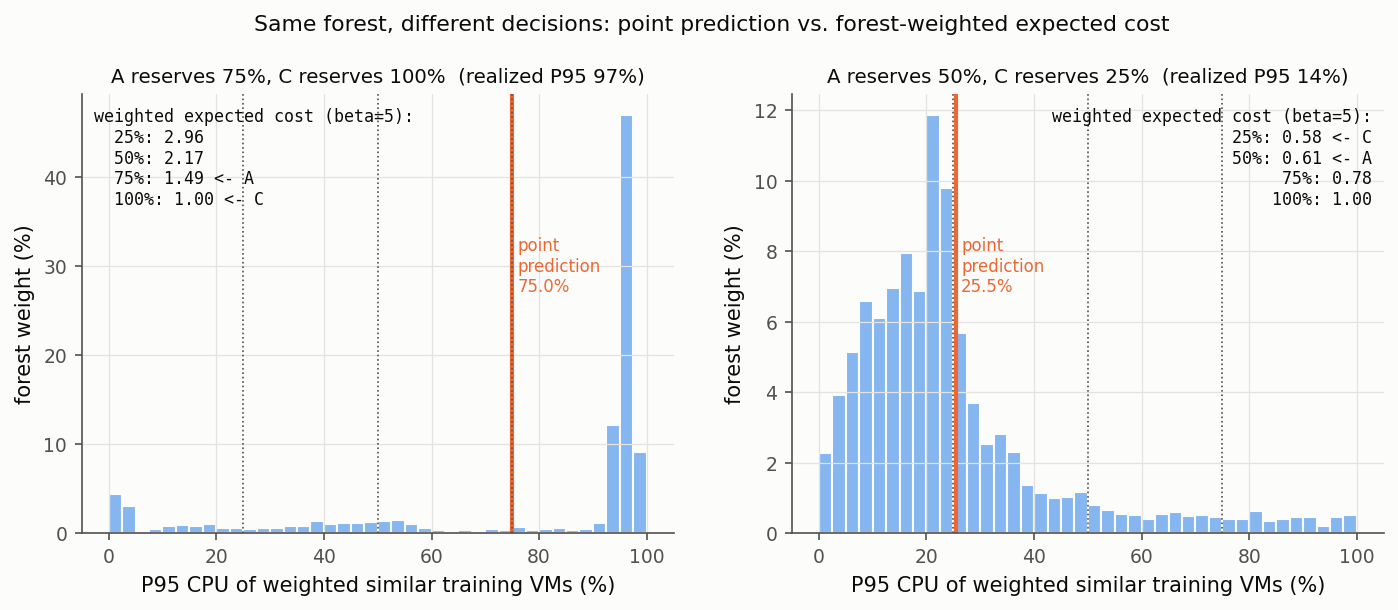 Same forest, different decisions: point prediction vs. forest-weighted expected cost
A reserves 75%, C reserves 100%  (realized P95 97%)
weighted expected cost (beta=5):
25%: 2.96
50%: 2.17
75%: 1.49 <- A
100%: 1.00 <- C
point
prediction
75.0%
forest weight (%)
40
30
20
10
0
0 20 40 60 80 100
P95 CPU of weighted similar training VMs (%)
A reserves 50%, C reserves 25%  (realized P95 14%)
weighted expected cost (beta=5):
25%: 0.58 <- C
50%: 0.61 <- A
75%: 0.78
100%: 1.00
point
prediction
25.5%
forest weight (%)
12
10
8
6
4
2
0
0 20 40 60 80 100
P95 CPU of weighted similar training VMs (%)